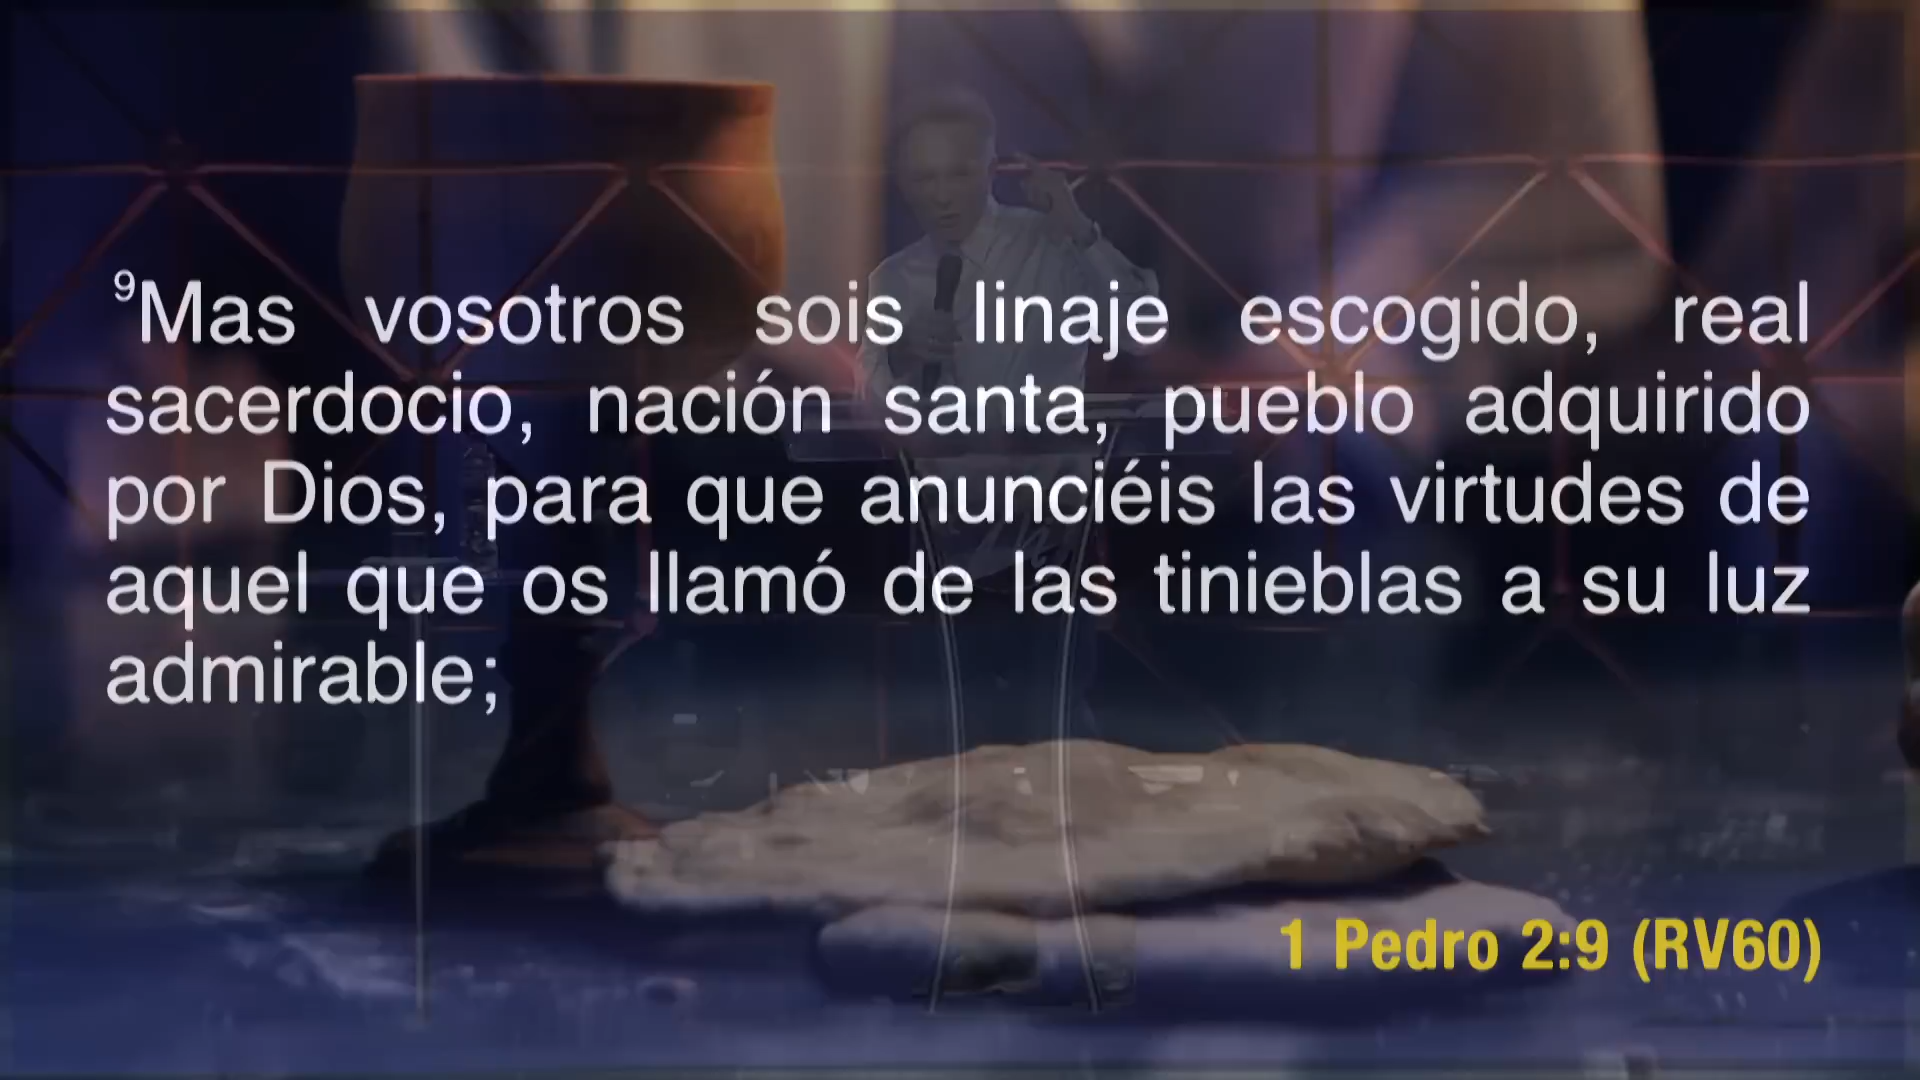 ⁹Mas vosotros sois linaje escogido, real
sacerdocio, nación santa, pueblo adquirido
por Dios, para que anunciéis las virtudes de
aquel que os llamó de las tinieblas a su luz
admirable;
1 Pedro 2:9 (RV60)